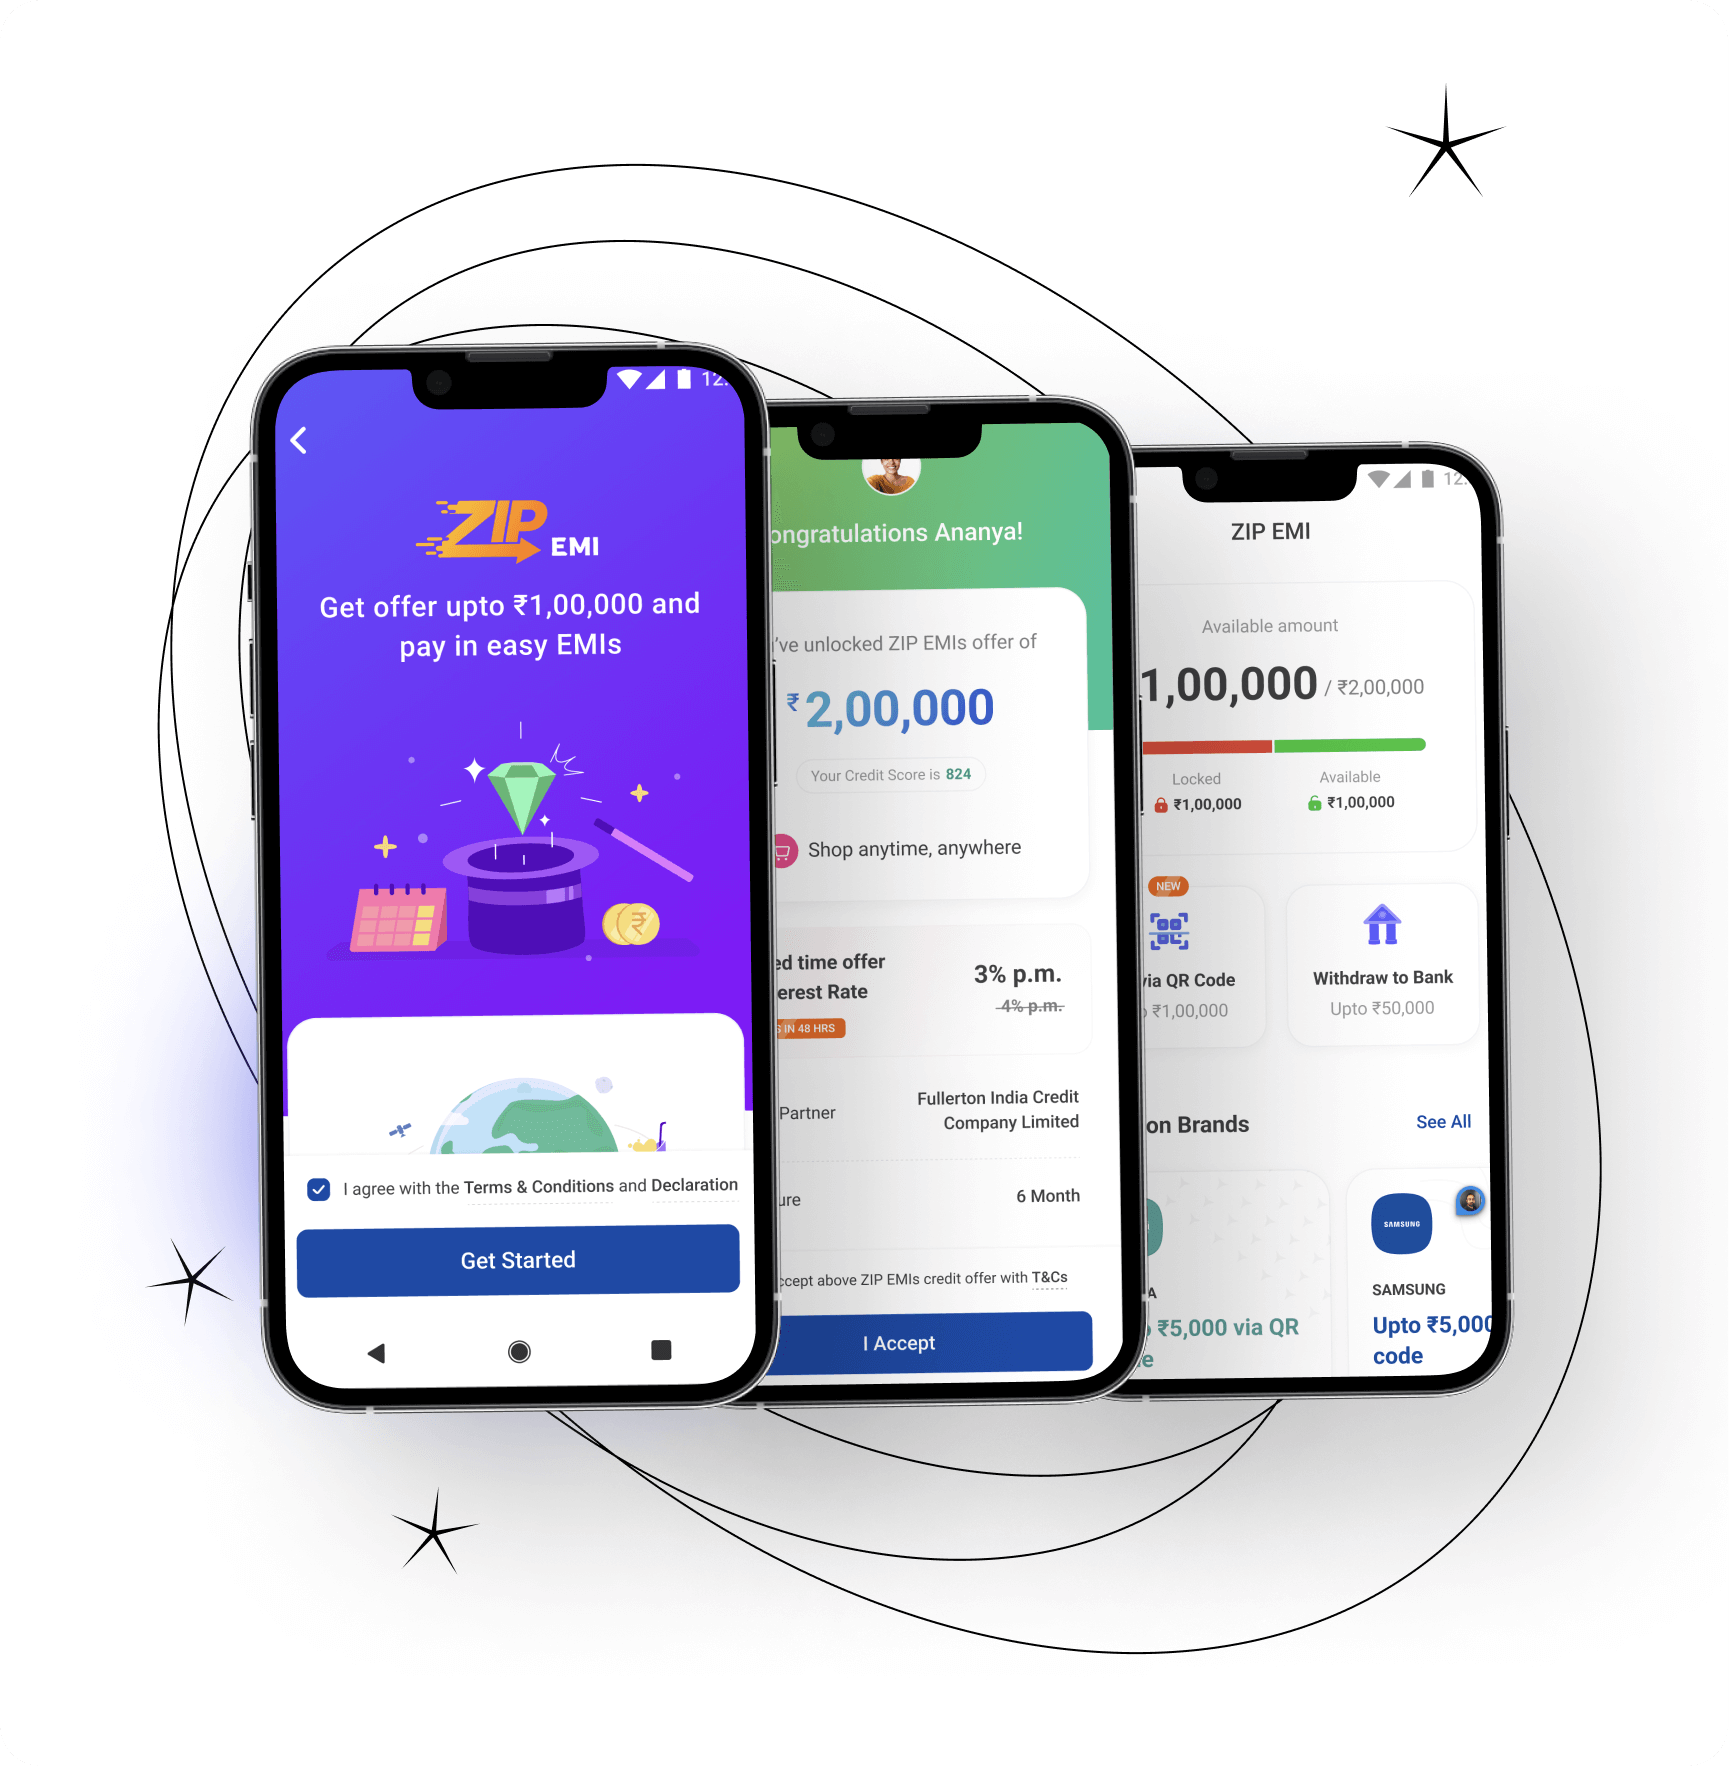 12.
ZIP
EMI
Get offer upto ₹1,00,000 and
pay in easy EMIs
I agree with the Terms & Conditions and Declaration
Get Started
ongratulations Ananya!
've unlocked ZIP EMIs offer of
₹2,00,000
Your Credit Score is 824
Shop anytime, anywhere
ed time offer
erest Rate
3% p.m.
4% p.m.
S IN 48 HRS
Partner
Fullerton India Credit
Company Limited
ure
6 Month
ccept above ZIP EMIs credit offer with T&Cs
I Accept
12.
ZIP EMI
Available amount
1,00,000 / ₹2,00,000
Locked
₹1,00,000
Available
₹1,00,000
NEW
via QR Code
₹1,00,000
Withdraw to Bank
Upto ₹50,000
on Brands
See All
A
₹5,000 via QR
e
SAMSUNG
SAMSUNG
Upto ₹5,000
code